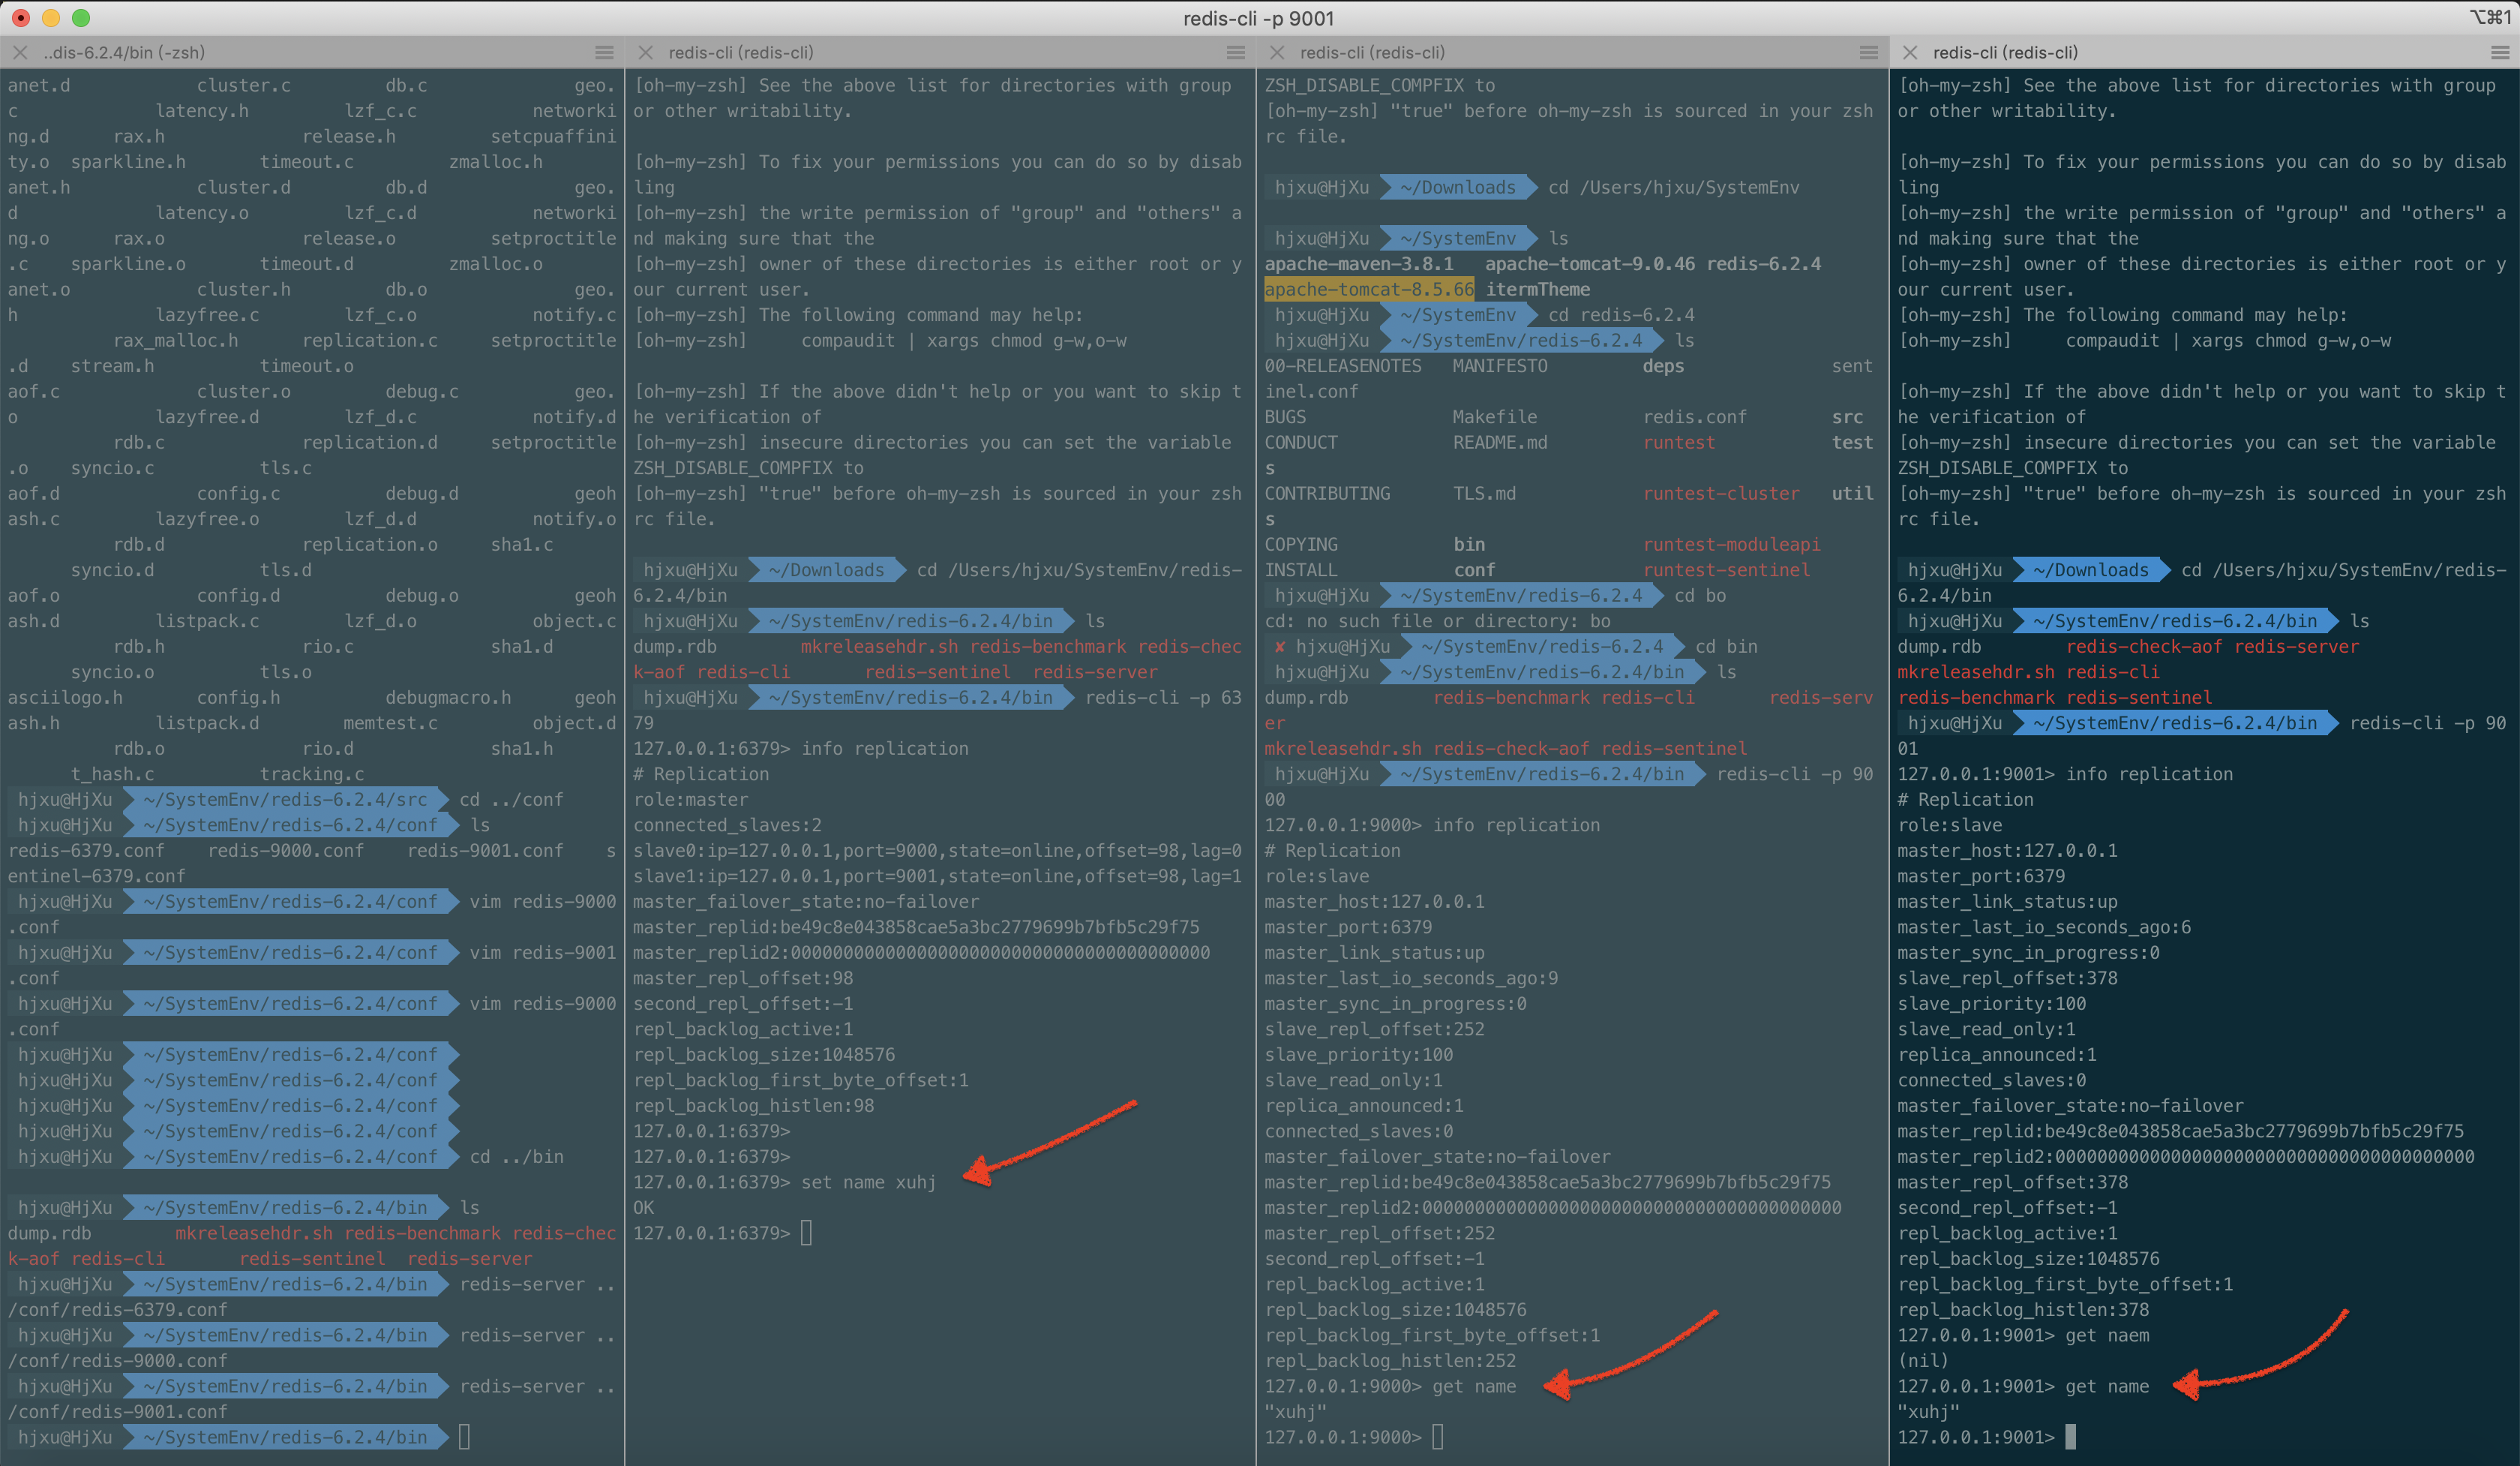 redis-cli -p 9001
⌥⌘1
..dis-6.2.4/bin (-zsh)
anet.d            cluster.c         db.c              geo.
c             latency.h         lzf_c.c           networki
ng.d      rax.h             release.h         setcpuaffini
ty.o  sparkline.h       timeout.c         zmalloc.h
anet.h            cluster.d         db.d              geo.
d             latency.o         lzf_c.d           networki
ng.o      rax.o             release.o         setproctitle
.c    sparkline.o       timeout.d         zmalloc.o
anet.o            cluster.h         db.o              geo.
h             lazyfree.c        lzf_c.o           notify.c
          rax_malloc.h      replication.c     setproctitle
.d    stream.h          timeout.o
aof.c             cluster.o         debug.c           geo.
o             lazyfree.d        lzf_d.c           notify.d
          rdb.c             replication.d     setproctitle
.o    syncio.c          tls.c
aof.d             config.c          debug.d           geoh
ash.c         lazyfree.o        lzf_d.d           notify.o
          rdb.d             replication.o     sha1.c
      syncio.d          tls.d
aof.o             config.d          debug.o           geoh
ash.d         listpack.c        lzf_d.o           object.c
          rdb.h             rio.c             sha1.d
      syncio.o          tls.o
asciilogo.h       config.h          debugmacro.h      geoh
ash.h         listpack.d        memtest.c         object.d
          rdb.o             rio.d             sha1.h
      t_hash.c          tracking.c
hjxu@HjXu ~/SystemEnv/redis-6.2.4/src cd ../conf
hjxu@HjXu ~/SystemEnv/redis-6.2.4/conf ls
redis-6379.conf    redis-9000.conf    redis-9001.conf    s
entinel-6379.conf
hjxu@HjXu ~/SystemEnv/redis-6.2.4/conf vim redis-9000
.conf
hjxu@HjXu ~/SystemEnv/redis-6.2.4/conf vim redis-9001
.conf
hjxu@HjXu ~/SystemEnv/redis-6.2.4/conf vim redis-9000
.conf
hjxu@HjXu ~/SystemEnv/redis-6.2.4/conf
hjxu@HjXu ~/SystemEnv/redis-6.2.4/conf
hjxu@HjXu ~/SystemEnv/redis-6.2.4/conf
hjxu@HjXu ~/SystemEnv/redis-6.2.4/conf
hjxu@HjXu ~/SystemEnv/redis-6.2.4/conf cd ../bin
hjxu@HjXu ~/SystemEnv/redis-6.2.4/bin ls
dump.rdb        mkreleasehdr.sh redis-benchmark redis-chec
k-aof redis-cli       redis-sentinel  redis-server
hjxu@HjXu ~/SystemEnv/redis-6.2.4/bin redis-server ..
/conf/redis-6379.conf
hjxu@HjXu ~/SystemEnv/redis-6.2.4/bin redis-server ..
/conf/redis-9000.conf
hjxu@HjXu ~/SystemEnv/redis-6.2.4/bin redis-server ..
/conf/redis-9001.conf
hjxu@HjXu ~/SystemEnv/redis-6.2.4/bin
redis-cli (redis-cli)
[oh-my-zsh] See the above list for directories with group
or other writability.
[oh-my-zsh] To fix your permissions you can do so by disab
ling
[oh-my-zsh] the write permission of "group" and "others" a
nd making sure that the
[oh-my-zsh] owner of these directories is either root or y
our current user.
[oh-my-zsh] The following command may help:
[oh-my-zsh]     compaudit | xargs chmod g-w,o-w
[oh-my-zsh] If the above didn't help or you want to skip t
he verification of
[oh-my-zsh] insecure directories you can set the variable
ZSH_DISABLE_COMPFIX to
[oh-my-zsh] "true" before oh-my-zsh is sourced in your zsh
rc file.
hjxu@HjXu ~/Downloads cd /Users/hjxu/SystemEnv/redis-
6.2.4/bin
hjxu@HjXu ~/SystemEnv/redis-6.2.4/bin ls
dump.rdb        mkreleasehdr.sh redis-benchmark redis-chec
k-aof redis-cli       redis-sentinel  redis-server
hjxu@HjXu ~/SystemEnv/redis-6.2.4/bin redis-cli -p 63
79
127.0.0.1:6379> info replication
# Replication
role:master
connected_slaves:2
slave0:ip=127.0.0.1,port=9000,state=online,offset=98,lag=0
slave1:ip=127.0.0.1,port=9001,state=online,offset=98,lag=1
master_failover_state:no-failover
master_replid:be49c8e043858cae5a3bc2779699b7bfb5c29f75
master_replid2:0000000000000000000000000000000000000000
master_repl_offset:98
second_repl_offset:-1
repl_backlog_active:1
repl_backlog_size:1048576
repl_backlog_first_byte_offset:1
repl_backlog_histlen:98
127.0.0.1:6379>
127.0.0.1:6379>
127.0.0.1:6379> set name xuhj
OK
127.0.0.1:6379>
redis-cli (redis-cli)
ZSH_DISABLE_COMPFIX to
[oh-my-zsh] "true" before oh-my-zsh is sourced in your zsh
rc file.
hjxu@HjXu ~/Downloads cd /Users/hjxu/SystemEnv
hjxu@HjXu ~/SystemEnv ls
apache-maven-3.8.1   apache-tomcat-9.0.46 redis-6.2.4
apache-tomcat-8.5.66 itermTheme
hjxu@HjXu ~/SystemEnv cd redis-6.2.4
hjxu@HjXu ~/SystemEnv/redis-6.2.4 ls
00-RELEASENOTES   MANIFESTO         deps              sent
inel.conf
BUGS              Makefile          redis.conf        src
CONDUCT           README.md         runtest           test
s
CONTRIBUTING      TLS.md            runtest-cluster   util
s
COPYING           bin               runtest-moduleapi
INSTALL           conf              runtest-sentinel
hjxu@HjXu ~/SystemEnv/redis-6.2.4 cd bo
cd: no such file or directory: bo
✘ hjxu@HjXu ~/SystemEnv/redis-6.2.4 cd bin
hjxu@HjXu ~/SystemEnv/redis-6.2.4/bin ls
dump.rdb        redis-benchmark redis-cli       redis-serv
er
mkreleasehdr.sh redis-check-aof redis-sentinel
hjxu@HjXu ~/SystemEnv/redis-6.2.4/bin redis-cli -p 90
00
127.0.0.1:9000> info replication
# Replication
role:slave
master_host:127.0.0.1
master_port:6379
master_link_status:up
master_last_io_seconds_ago:9
master_sync_in_progress:0
slave_repl_offset:252
slave_priority:100
slave_read_only:1
replica_announced:1
connected_slaves:0
master_failover_state:no-failover
master_replid:be49c8e043858cae5a3bc2779699b7bfb5c29f75
master_replid2:0000000000000000000000000000000000000000
master_repl_offset:252
second_repl_offset:-1
repl_backlog_active:1
repl_backlog_size:1048576
repl_backlog_first_byte_offset:1
repl_backlog_histlen:252
127.0.0.1:9000> get name
"xuhj"
127.0.0.1:9000>
redis-cli (redis-cli)
[oh-my-zsh] See the above list for directories with group
or other writability.
[oh-my-zsh] To fix your permissions you can do so by disab
ling
[oh-my-zsh] the write permission of "group" and "others" a
nd making sure that the
[oh-my-zsh] owner of these directories is either root or y
our current user.
[oh-my-zsh] The following command may help:
[oh-my-zsh]     compaudit | xargs chmod g-w,o-w
[oh-my-zsh] If the above didn't help or you want to skip t
he verification of
[oh-my-zsh] insecure directories you can set the variable
ZSH_DISABLE_COMPFIX to
[oh-my-zsh] "true" before oh-my-zsh is sourced in your zsh
rc file.
hjxu@HjXu ~/Downloads cd /Users/hjxu/SystemEnv/redis-
6.2.4/bin
hjxu@HjXu ~/SystemEnv/redis-6.2.4/bin ls
dump.rdb        redis-check-aof redis-server
mkreleasehdr.sh redis-cli
redis-benchmark redis-sentinel
hjxu@HjXu ~/SystemEnv/redis-6.2.4/bin redis-cli -p 90
01
127.0.0.1:9001> info replication
# Replication
role:slave
master_host:127.0.0.1
master_port:6379
master_link_status:up
master_last_io_seconds_ago:6
master_sync_in_progress:0
slave_repl_offset:378
slave_priority:100
slave_read_only:1
replica_announced:1
connected_slaves:0
master_failover_state:no-failover
master_replid:be49c8e043858cae5a3bc2779699b7bfb5c29f75
master_replid2:0000000000000000000000000000000000000000
master_repl_offset:378
second_repl_offset:-1
repl_backlog_active:1
repl_backlog_size:1048576
repl_backlog_first_byte_offset:1
repl_backlog_histlen:378
127.0.0.1:9001> get naem
(nil)
127.0.0.1:9001> get name
"xuhj"
127.0.0.1:9001>